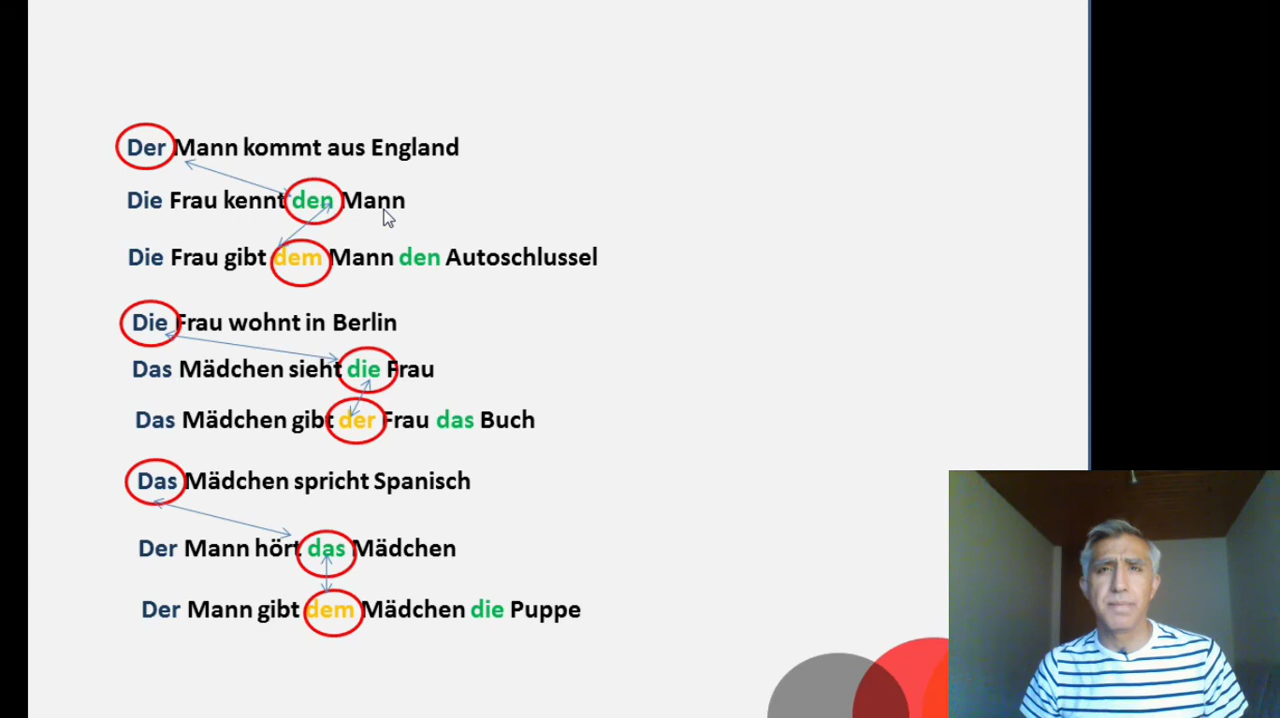 Der Mann kommt aus England
Die Frau kennt den Mann
Die Frau gibt dem Mann den Autoschlussel
Die Frau wohnt in Berlin
Das Mädchen sieht die Frau
Das Mädchen gibt der Frau das Buch
Das Mädchen spricht Spanisch
Der Mann hört das Mädchen
Der Mann gibt dem Mädchen die Puppe